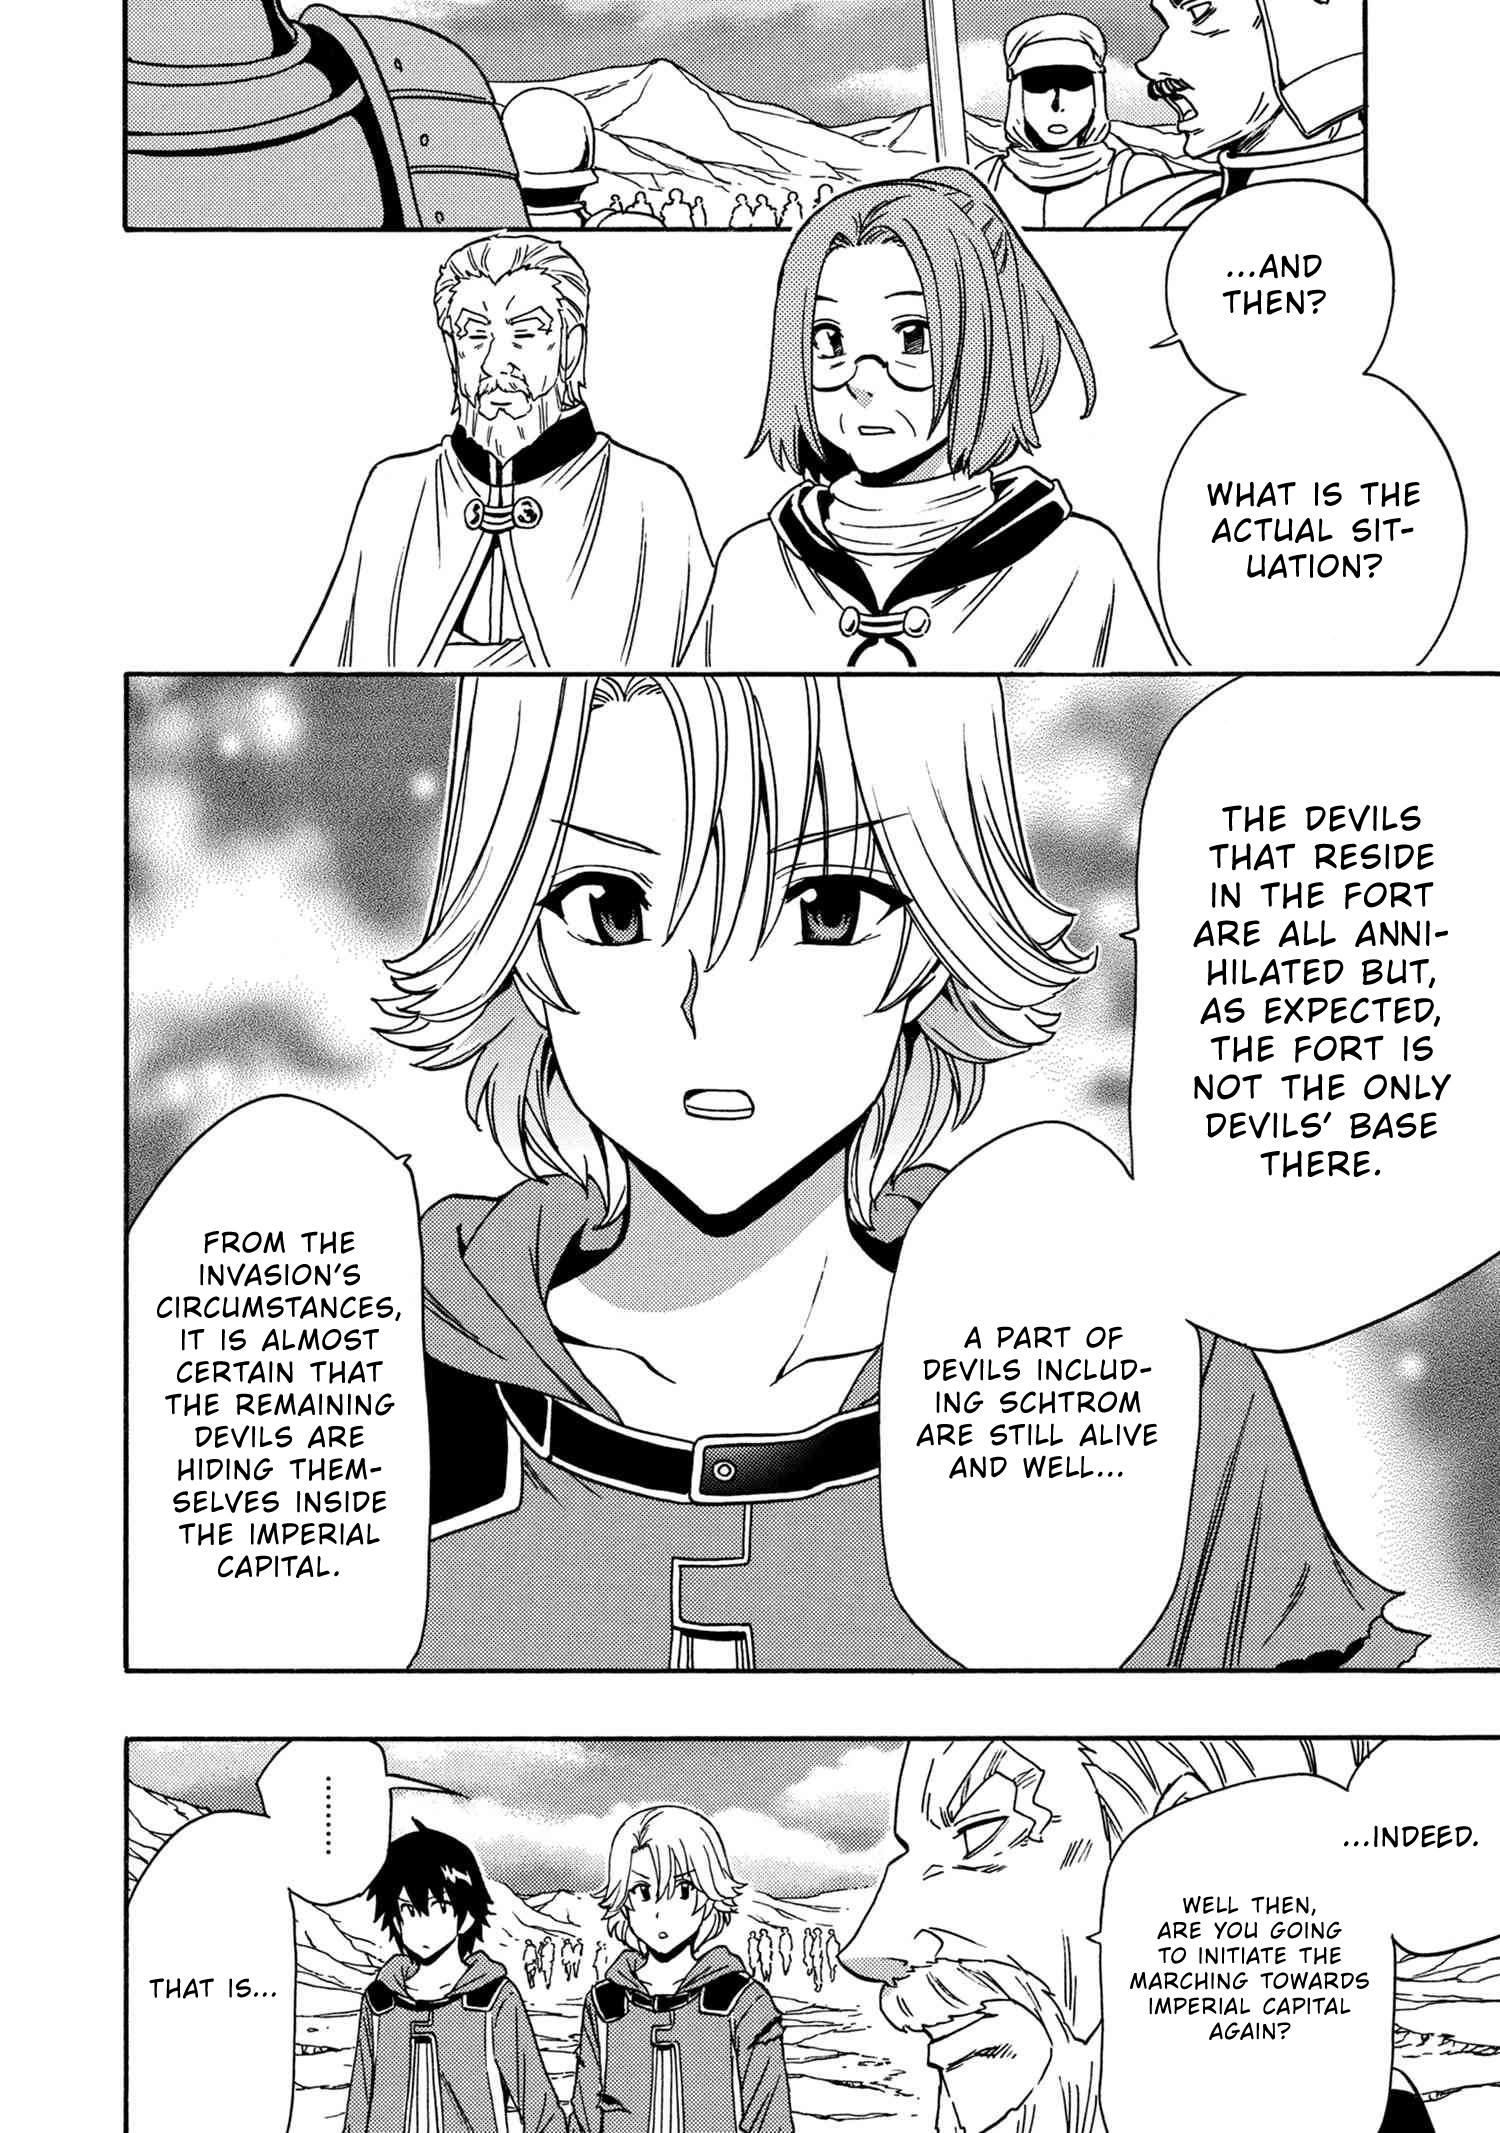 ...AND
THEN?
WHAT IS THE
ACTUAL SIT-
UATION?
THE DEVILS
THAT RESIDE
IN THE FORT
ARE ALL ANNI-
HILATED BUT,
AS EXPECTED,
THE FORT IS
NOT THE ONLY
DEVILS' BASE
THERE.
A PART OF
DEVILS INCLUD-
ING SCHTROM
ARE STILL ALIVE
AND WELL...
FROM THE
INVASION'S
CIRCUMSTANCES,
IT IS ALMOST
CERTAIN THAT
THE REMAINING
DEVILS ARE
HIDING THEM-
SELVES INSIDE
THE IMPERIAL
CAPITAL.
...INDEED.
WELL THEN,
ARE YOU GOING
TO INITIATE THE
MARCHING TOWARDS
IMPERIAL CAPITAL
AGAIN?
.........
THAT IS...